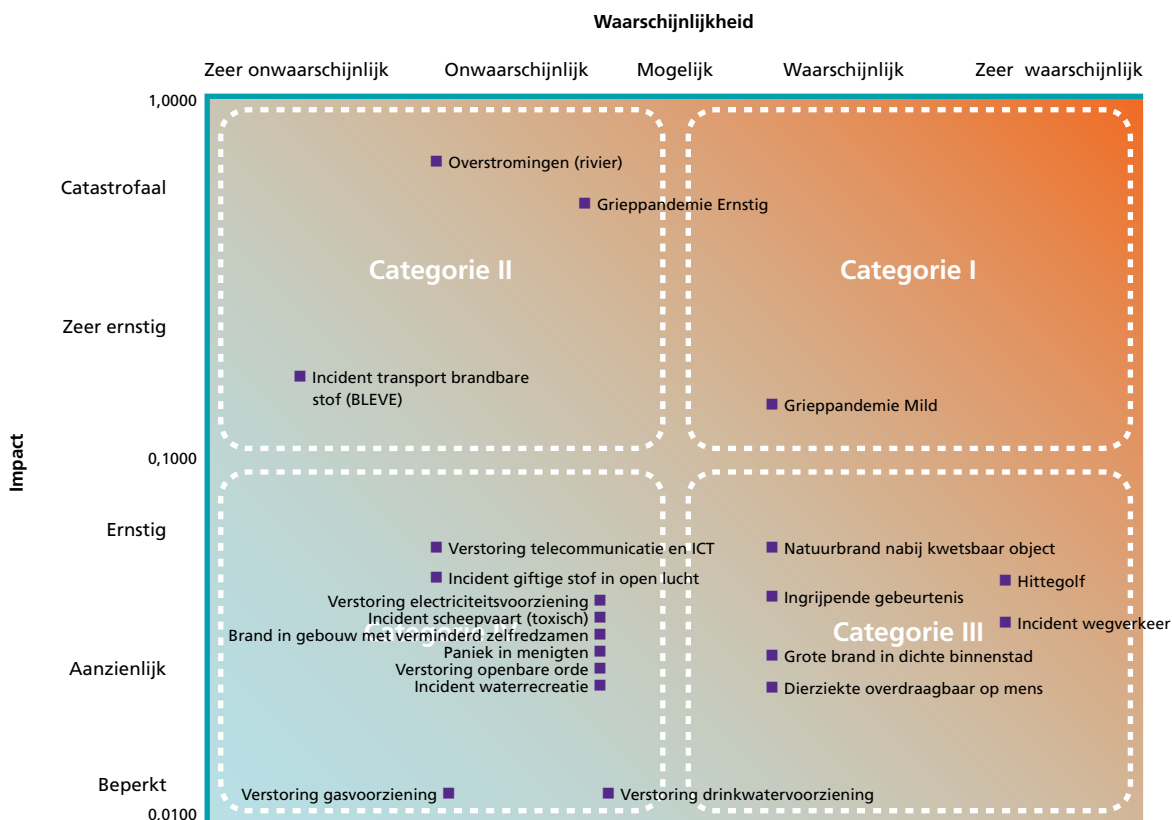 Waarschijnlijkheid
Zeer onwaarschijnlijk
Onwaarschijnlijk
Mogelijk
Waarschijnlijk
Zeer waarschijnlijk
1,0000
Overstromingen (rivier)
Catastrofaal
Grieppandemie Ernstig
Categorie II
Categorie I
Zeer ernstig
Incident transport brandbare
stof (BLEVE)
Grieppandemie Mild
Impact
0,1000
Ernstig
Verstoring telecommunicatie en ICT
Natuurbrand nabij kwetsbaar object
Incident giftige stof in open lucht
Hittegolf
Verstoring electriciteitsvoorziening
Ingrijpende gebeurtenis
Incident scheepvaart (toxisch)
Incident wegverkeer
Brand in gebouw met verminderd zelfredzamen
Categorie IV
Categorie III
Paniek in menigten
Grote brand in dichte binnenstad
Aanzienlijk
Verstoring openbare orde
Incident waterrecreatie
Dierziekte overdraagbaar op mens
Beperkt
Verstoring gasvoorziening
Verstoring drinkwatervoorziening
0,0100